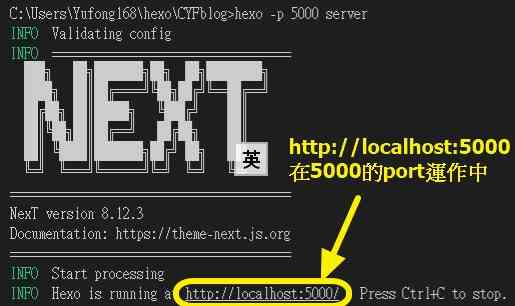 C:\Users\Yufong168\hexo\CYFblog>hexo -p 5000 server
INFO Validating config
INFO ==============================
NEXT
英
http://localhost:5000
在5000的port運作中
========================================
NexT version 8.12.3
Documentation: https://theme-next.js.org
========================================
INFO Start processing
INFO Hexo is running a http://localhost:5000/ Press Ctrl+C to stop.